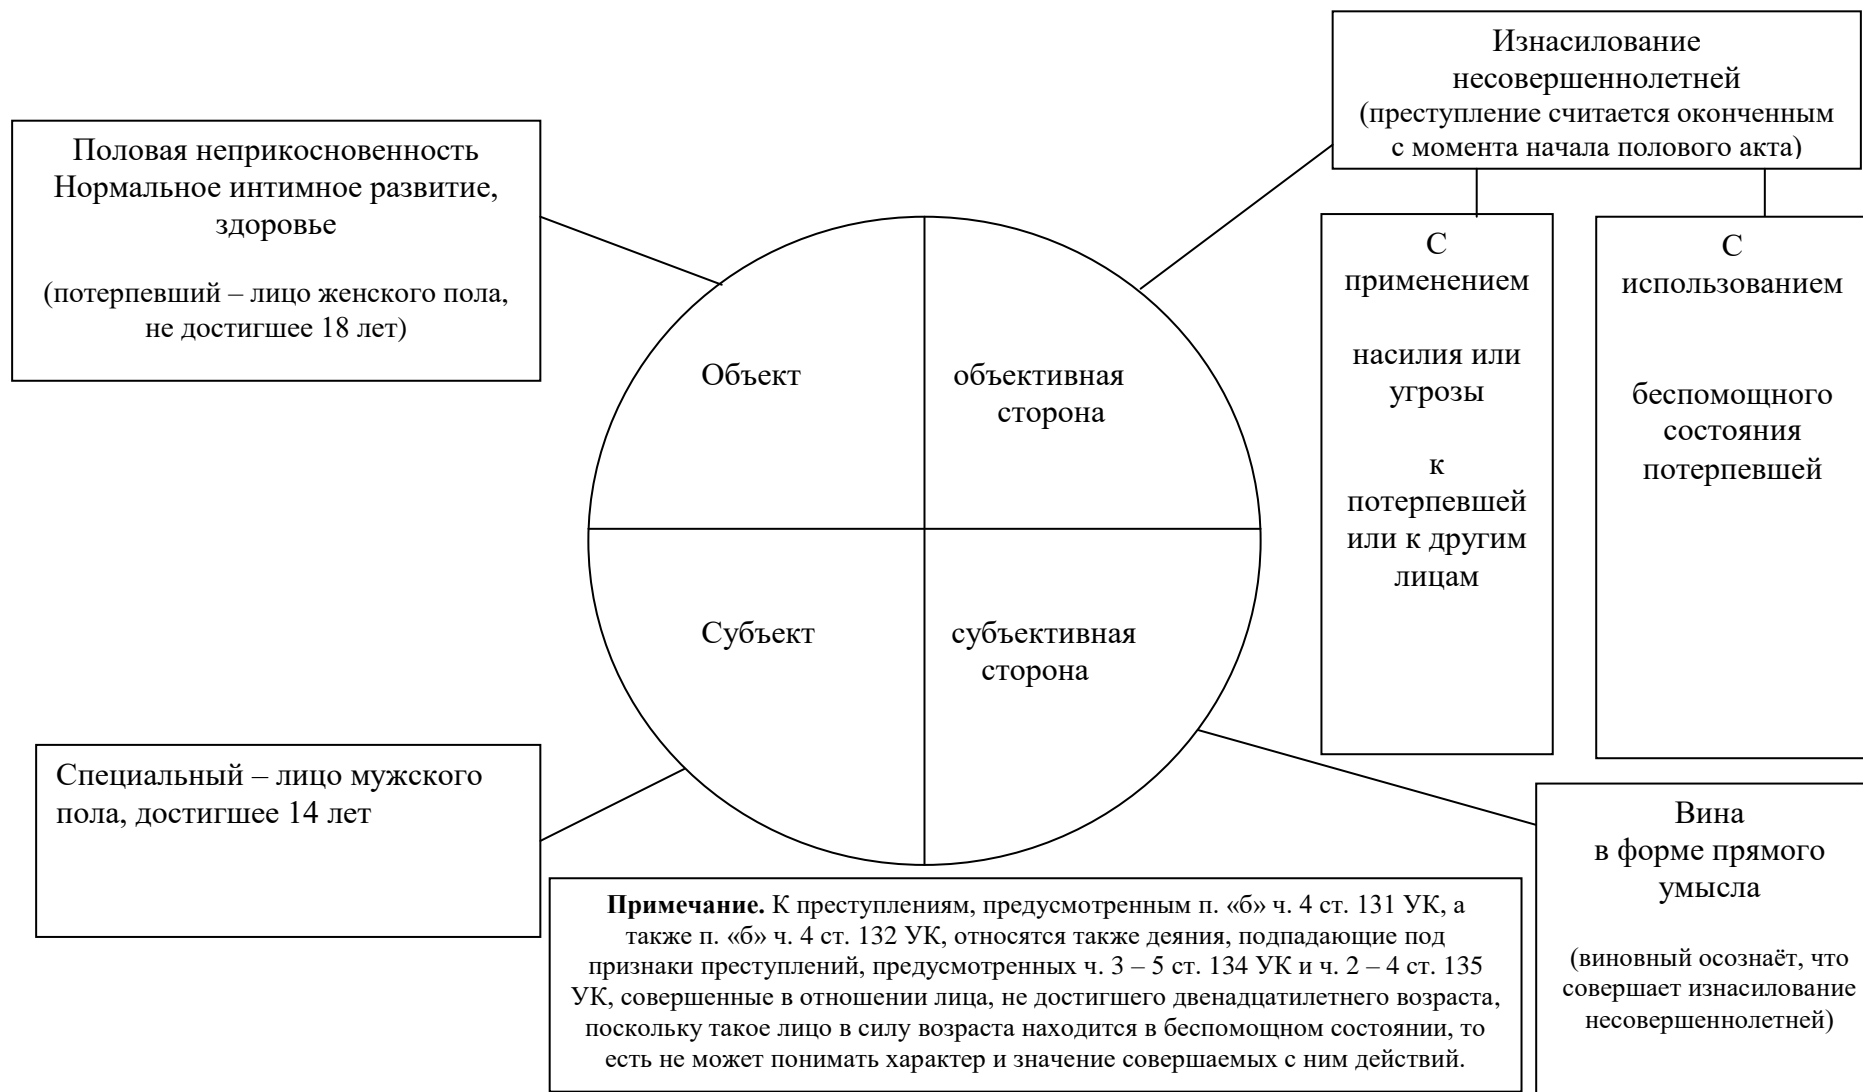 Изнасилование
несовершеннолетней
(преступление считается оконченным
с момента начала полового акта)
Половая неприкосновенность
Нормальное интимное развитие,
здоровье
(потерпевший – лицо женского пола,
не достигшее 18 лет)
С
применением
насилия или
угрозы
к
потерпевшей
или к другим
лицам
С
использованием
беспомощного
состояния
потерпевшей
Объект
объективная
сторона
Субъект
субъективная
сторона
Специальный – лицо мужского
пола, достигшее 14 лет
Вина
в форме прямого
умысла
(виновный осознаёт, что
совершает изнасилование
несовершеннолетней)
Примечание. К преступлениям, предусмотренным п. «б» ч. 4 ст. 131 УК, а
также п. «б» ч. 4 ст. 132 УК, относятся также деяния, подпадающие под
признаки преступлений, предусмотренных ч. 3 – 5 ст. 134 УК и ч. 2 – 4 ст. 135
УК, совершенные в отношении лица, не достигшего двенадцатилетнего возраста,
поскольку такое лицо в силу возраста находится в беспомощном состоянии, то
есть не может понимать характер и значение совершаемых с ним действий.